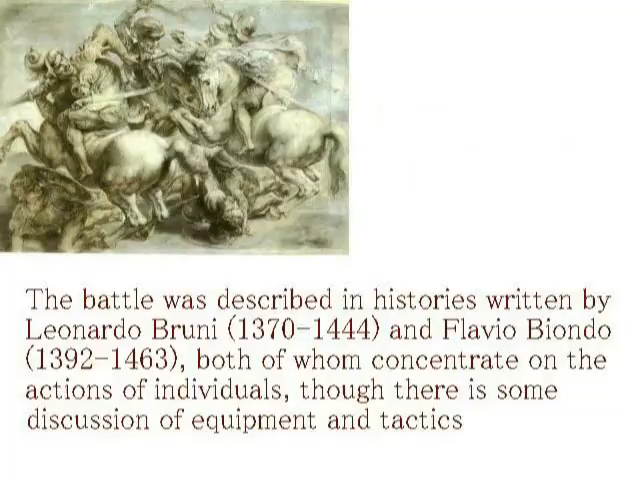 The battle was described in histories written by
Leonardo Bruni (1370-1444) and Flavio Biondo
(1392-1463), both of whom concentrate on the
actions of individuals, though there is some
discussion of equipment and tactics